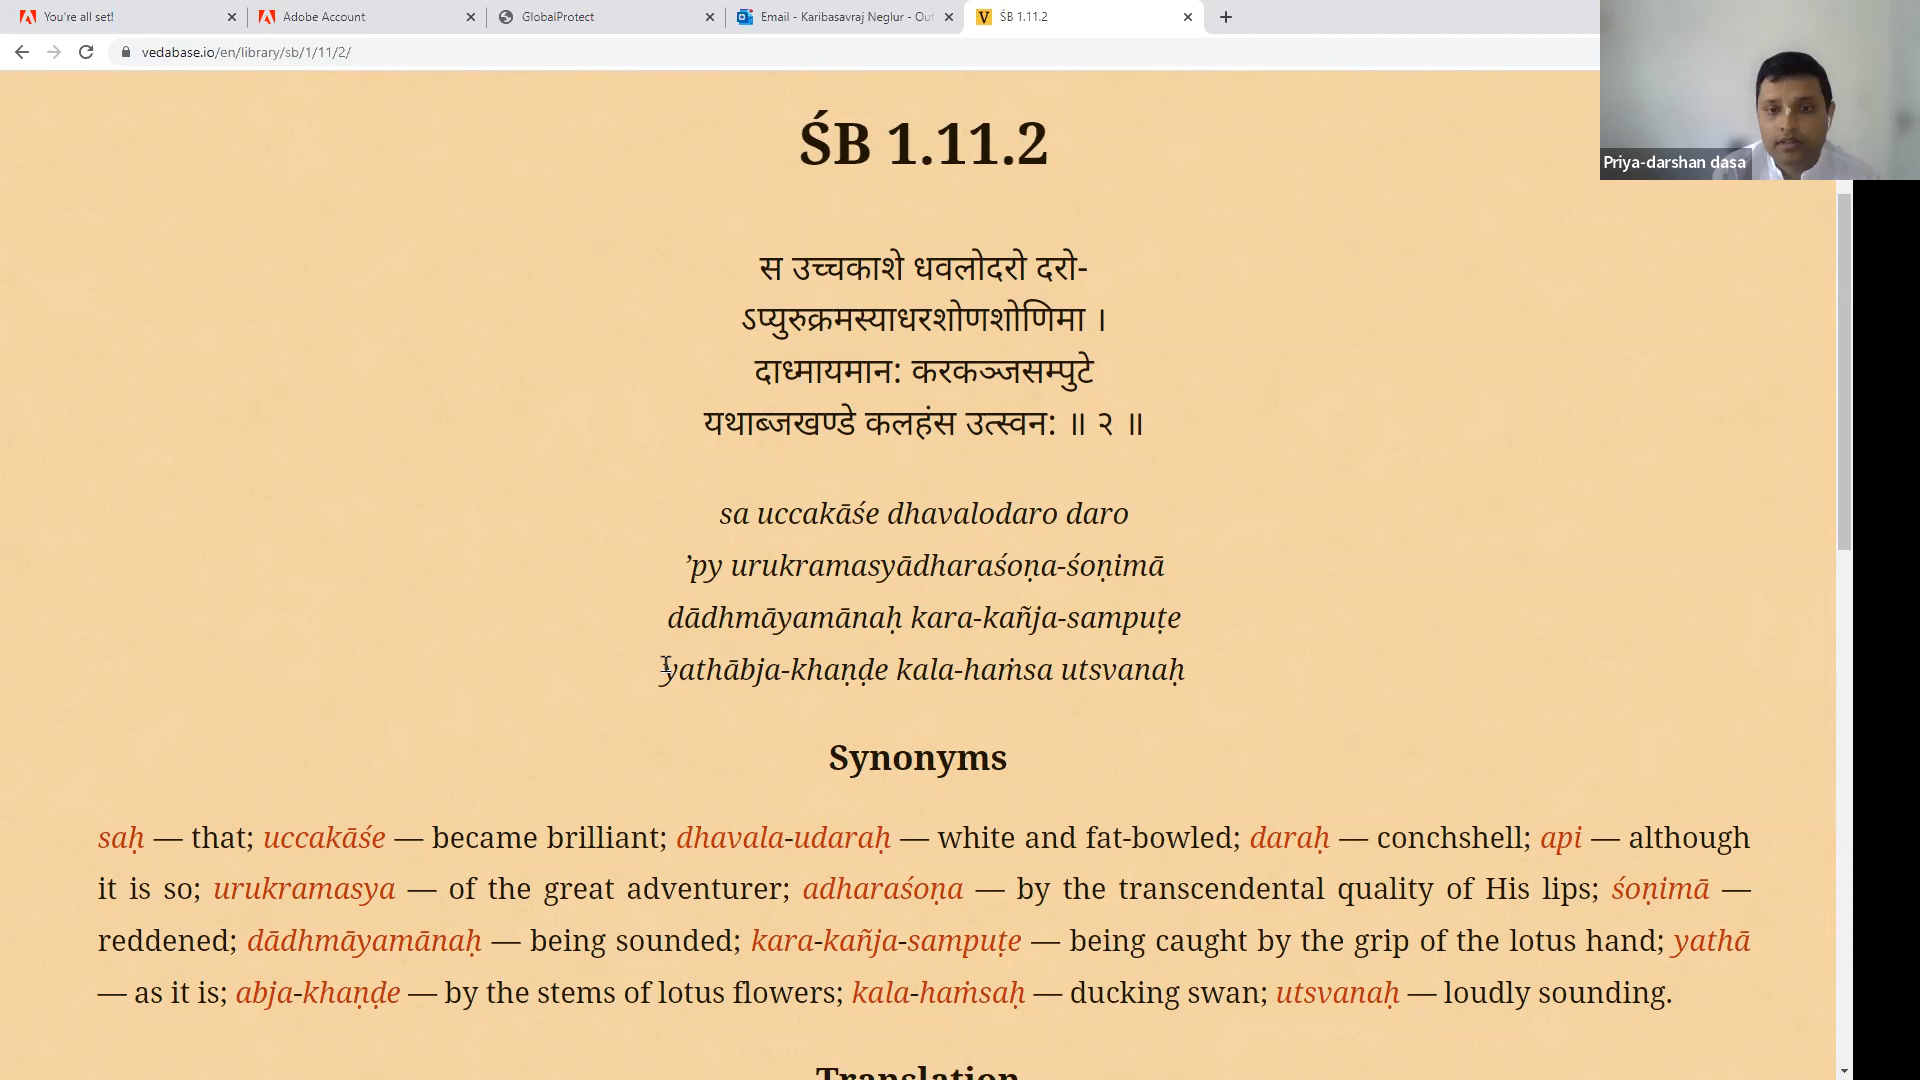 You're all set!
Adobe Account
GlobalProtect
Email - Karibasavraj Neglur - Out
ŚB 1.11.2
vedabase.io/en/library/sb/1/11/2/
Priya-darshan dasa
ŚB 1.11.2
स उच्चकाशे धवलोदरो दरो-
ऽप्युरुक्रमस्याधरशोणशोणिमा ।
दाध्मायमान: करकञ्जसम्पुटे
यथाब्जखण्डे कलहंस उत्स्वन: ॥ २ ॥
sa uccakāśe dhavalodaro daro
’py urukramasyādharaśoṇa-śoṇimā
dādhmāyamānaḥ kara-kañja-sampuṭe
yathābja-khaṇḍe kala-haṁsa utsvanaḥ
Synonyms
saḥ — that; uccakāśe — became brilliant; dhavala-udaraḥ — white and fat-bowled; daraḥ — conchshell; api — although
it is so; urukramasya — of the great adventurer; adharaśoṇa — by the transcendental quality of His lips; śoṇimā —
reddened; dādhmāyamānaḥ — being sounded; kara-kañja-sampuṭe — being caught by the grip of the lotus hand; yathā
— as it is; abja-khaṇḍe — by the stems of lotus flowers; kala-haṁsaḥ — ducking swan; utsvanaḥ — loudly sounding.
Translation